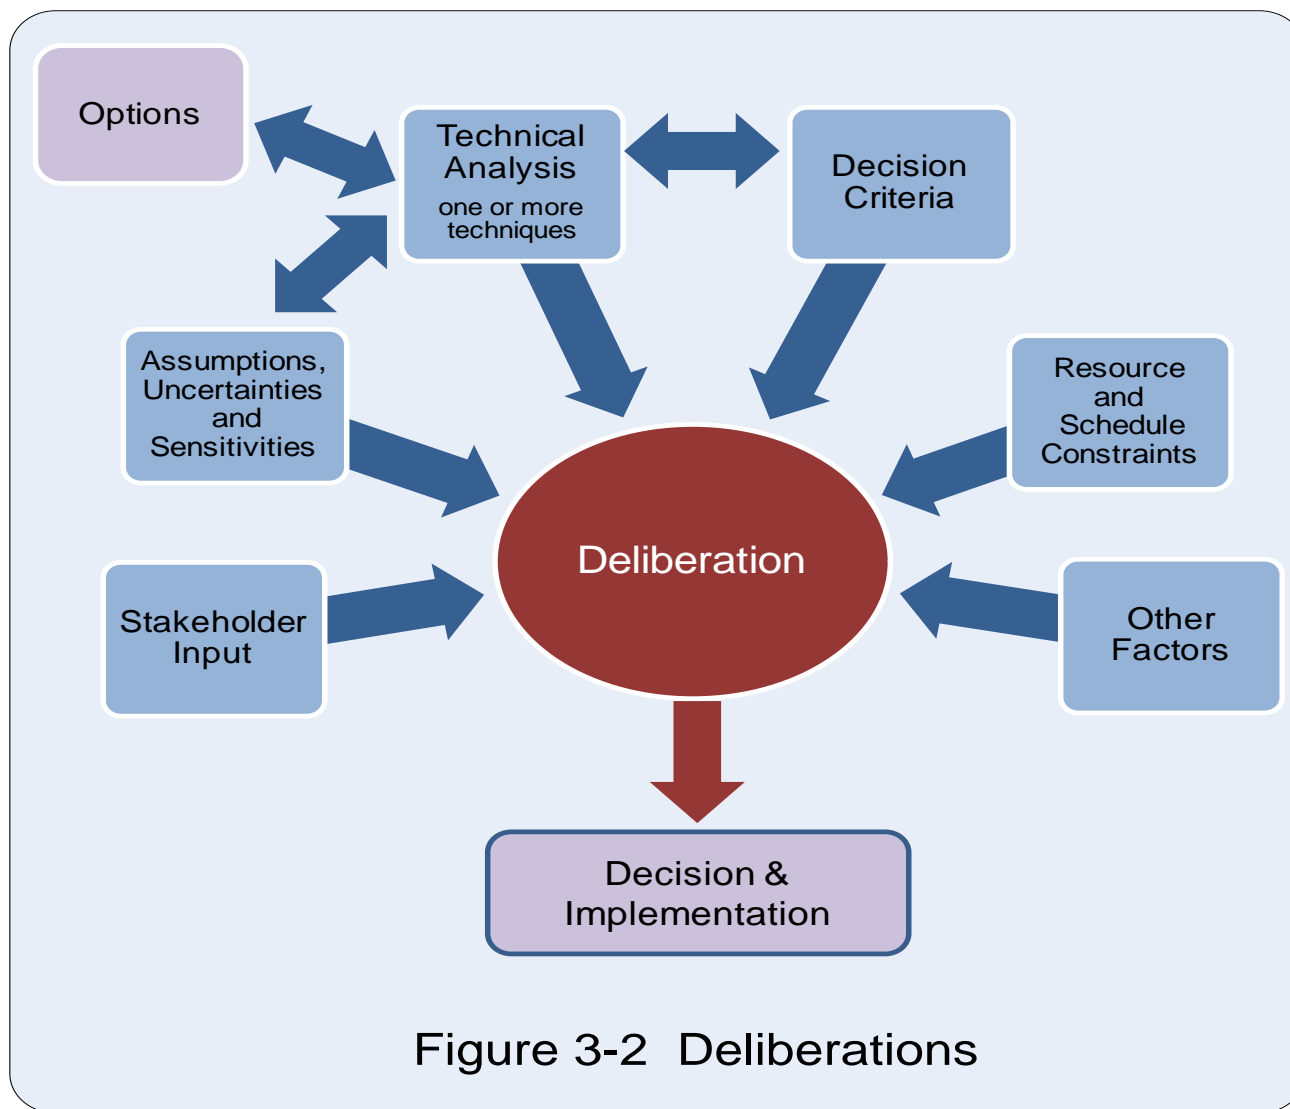 Options
Technical
Analysis
one or more
techniques
Decision
Criteria
Assumptions,
Uncertainties
and
Sensitivities
Resource
and
Schedule
Constraints
Deliberation
Stakeholder
Input
Other
Factors
Decision &
Implementation
Figure 3-2 Deliberations